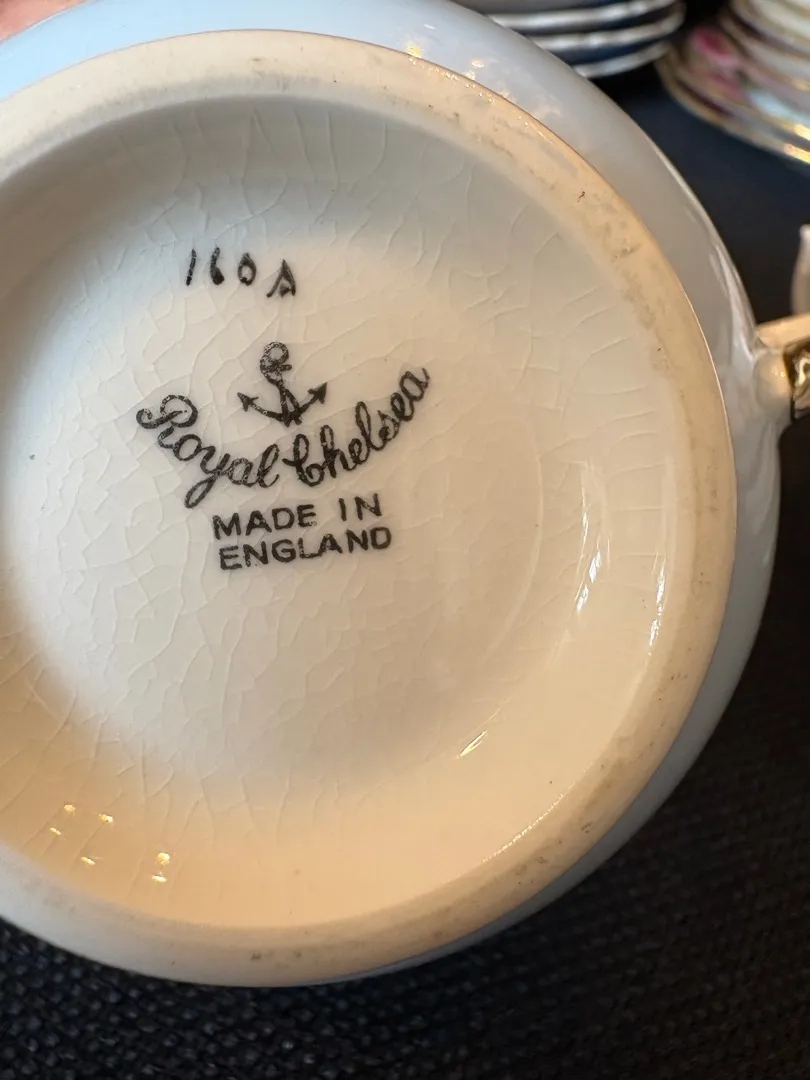 160A
Royal Chelsea
MADE IN
ENGLAND